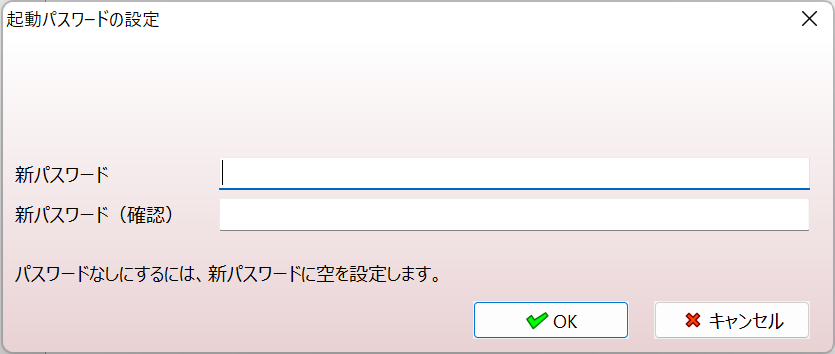 起動パスワードの設定
新パスワード
新パスワード（確認）
パスワードなしにするには、新パスワードに空を設定します。
OK
キャンセル